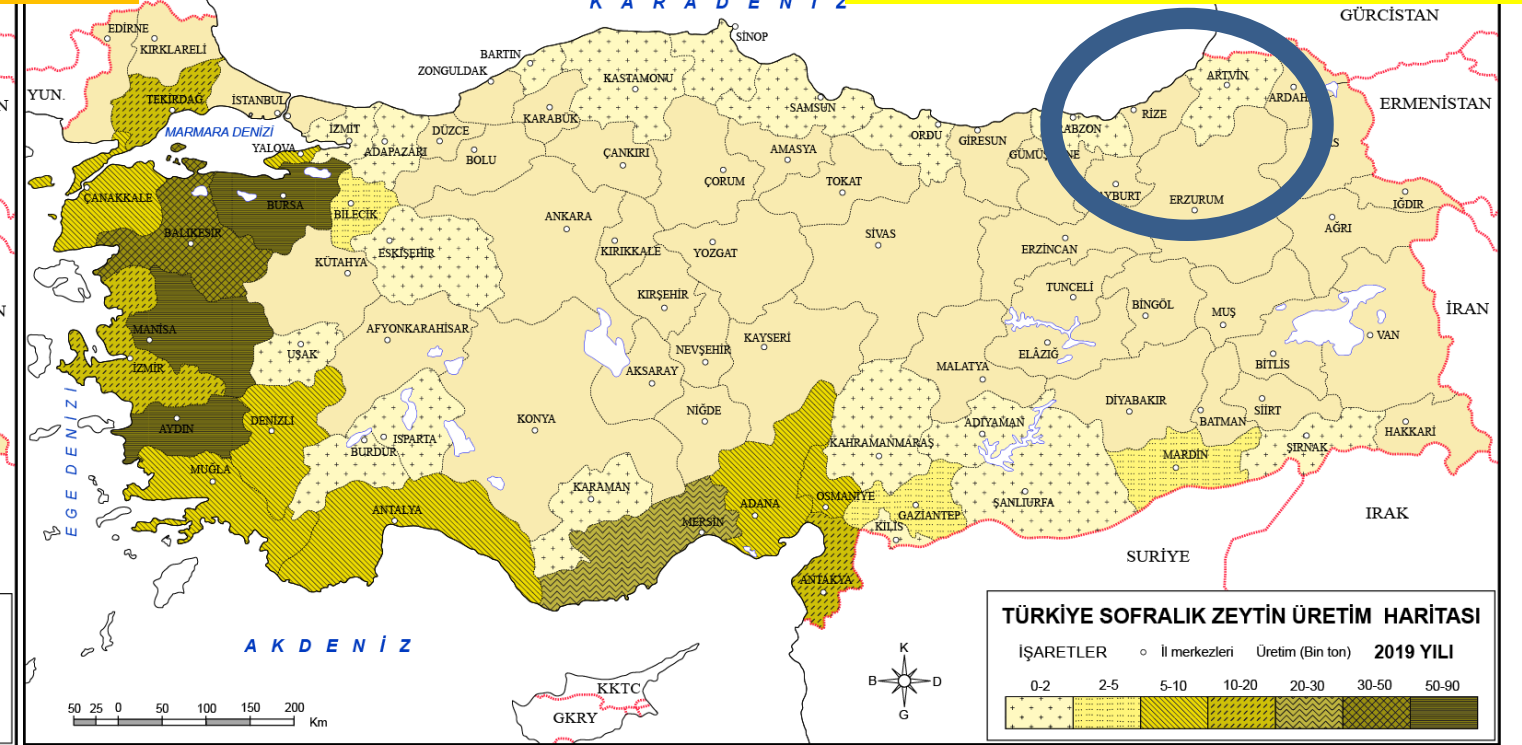 KARADENİZ
GÜRCİSTAN
EDİRNE
KIRKLARELİ
SİNOP
BARTIN
ZONGULDAK
KASTAMONU
ARTVİN
YUN.
TEKİRDAĞ
İSTANBUL
SAMSUN
ERMENİSTAN
MARMARA DENİZİ
İZMİT
DÜZCE
KARABÜK
ORDU
GİRESUN
RİZE
YALOVA
ADAPAZARI
BOLU
ÇANKIRI
AMASYA
ÇANAKKALE
BURSA
BİLECİK
ÇORUM
TOKAT
ERZURUM
IĞDIR
BALIKESİR
ANKARA
SİVAS
AĞRI
ESKİŞEHİR
KIRIKKALE
YOZGAT
ERZİNCAN
KÜTAHYA
TUNCELİ
KIRŞEHİR
BİNGÖL
MUŞ
İRAN
MANİSA
AFYONKARAHİSAR
KAYSERİ
VAN
UŞAK
NEVŞEHİR
ELÂZIĞ
İZMİR
AKSARAY
MALATYA
BİTLİS
EGE DENİZİ
AYDIN
DENİZLİ
KONYA
NİĞDE
DİYABAKIR
SİİRT
BATMAN
ISPARTA
BURDUR
ADIYAMAN
HAKKARİ
KAHRAMANMARAŞ
ŞIRNAK
MUĞLA
MARDİN
KARAMAN
ANTALYA
ADANA
OSMANİYE
ŞANLIURFA
MERSİN
GAZİANTEP
KİLİS
IRAK
SURİYE
ANTAKYA
AKDENİZ
KKTC
GKRY
K
B D
G
50 25 0 50 100 150 200 Km
TÜRKİYE SOFRALIK ZEYTİN ÜRETİM HARİTASI
İŞARETLER İl merkezleri Üretim (Bin ton) 2019 YILI
0-2 2-5 5-10 10-20 20-30 30-50 50-90